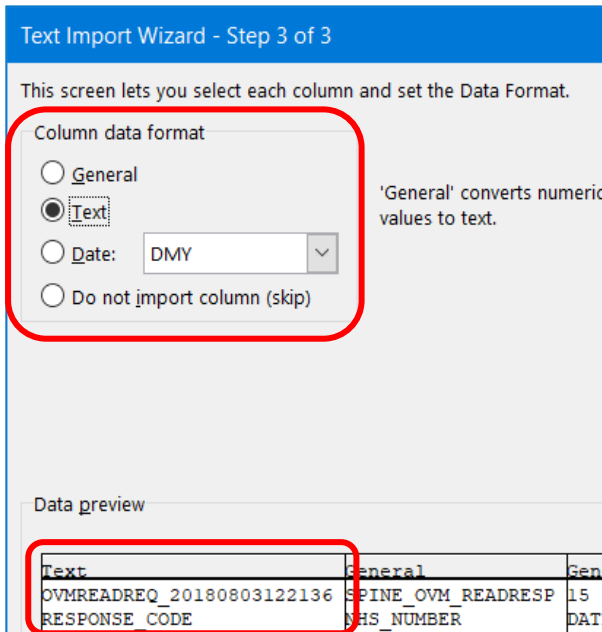 Text Import Wizard - Step 3 of 3
This screen lets you select each column and set the Data Format.
Column data format
General
Text
Date: DMY
Do not import column (skip)
'General' converts numeric
values to text.
Data preview
Text General Gen
OVMREADREQ_20180803122136 SPINE_OVM_READRESP 15
RESPONSE_CODE NHS_NUMBER DAT